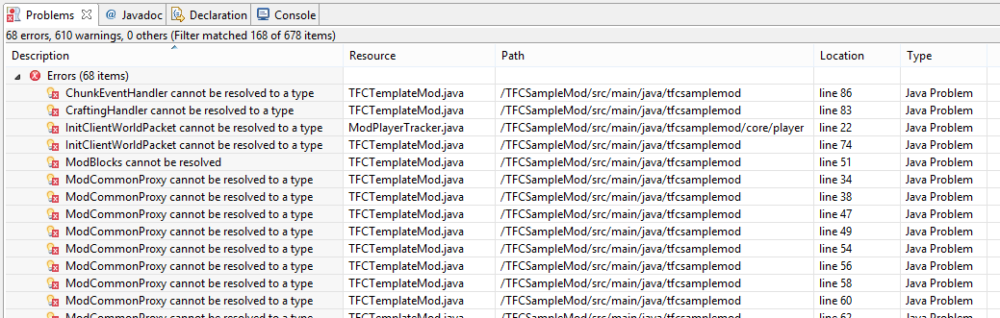 Problems @ Javadoc Declaration Console
68 errors, 610 warnings, 0 others (Filter matched 168 of 678 items)
Description Resource Path Location Type
Errors (68 items)
ChunkEventHandler cannot be resolved to a type TFCTemplateMod.java /TFCSampleMod/src/main/java/tfcsamplemod line 86 Java Problem
CraftingHandler cannot be resolved to a type TFCTemplateMod.java /TFCSampleMod/src/main/java/tfcsamplemod line 83 Java Problem
InitClientWorldPacket cannot be resolved to a type ModPlayerTracker.java /TFCSampleMod/src/main/java/tfcsamplemod/core/player line 22 Java Problem
InitClientWorldPacket cannot be resolved to a type TFCTemplateMod.java /TFCSampleMod/src/main/java/tfcsamplemod line 74 Java Problem
ModBlocks cannot be resolved TFCTemplateMod.java /TFCSampleMod/src/main/java/tfcsamplemod line 51 Java Problem
ModCommonProxy cannot be resolved to a type TFCTemplateMod.java /TFCSampleMod/src/main/java/tfcsamplemod line 34 Java Problem
ModCommonProxy cannot be resolved to a type TFCTemplateMod.java /TFCSampleMod/src/main/java/tfcsamplemod line 38 Java Problem
ModCommonProxy cannot be resolved to a type TFCTemplateMod.java /TFCSampleMod/src/main/java/tfcsamplemod line 47 Java Problem
ModCommonProxy cannot be resolved to a type TFCTemplateMod.java /TFCSampleMod/src/main/java/tfcsamplemod line 49 Java Problem
ModCommonProxy cannot be resolved to a type TFCTemplateMod.java /TFCSampleMod/src/main/java/tfcsamplemod line 54 Java Problem
ModCommonProxy cannot be resolved to a type TFCTemplateMod.java /TFCSampleMod/src/main/java/tfcsamplemod line 56 Java Problem
ModCommonProxy cannot be resolved to a type TFCTemplateMod.java /TFCSampleMod/src/main/java/tfcsamplemod line 58 Java Problem
ModCommonProxy cannot be resolved to a type TFCTemplateMod.java /TFCSampleMod/src/main/java/tfcsamplemod line 60 Java Problem
ModCommonProxy cannot be resolved to a type TFCTemplateMod.java /TFCSampleMod/src/main/java/tfcsamplemod line 62 Java Problem